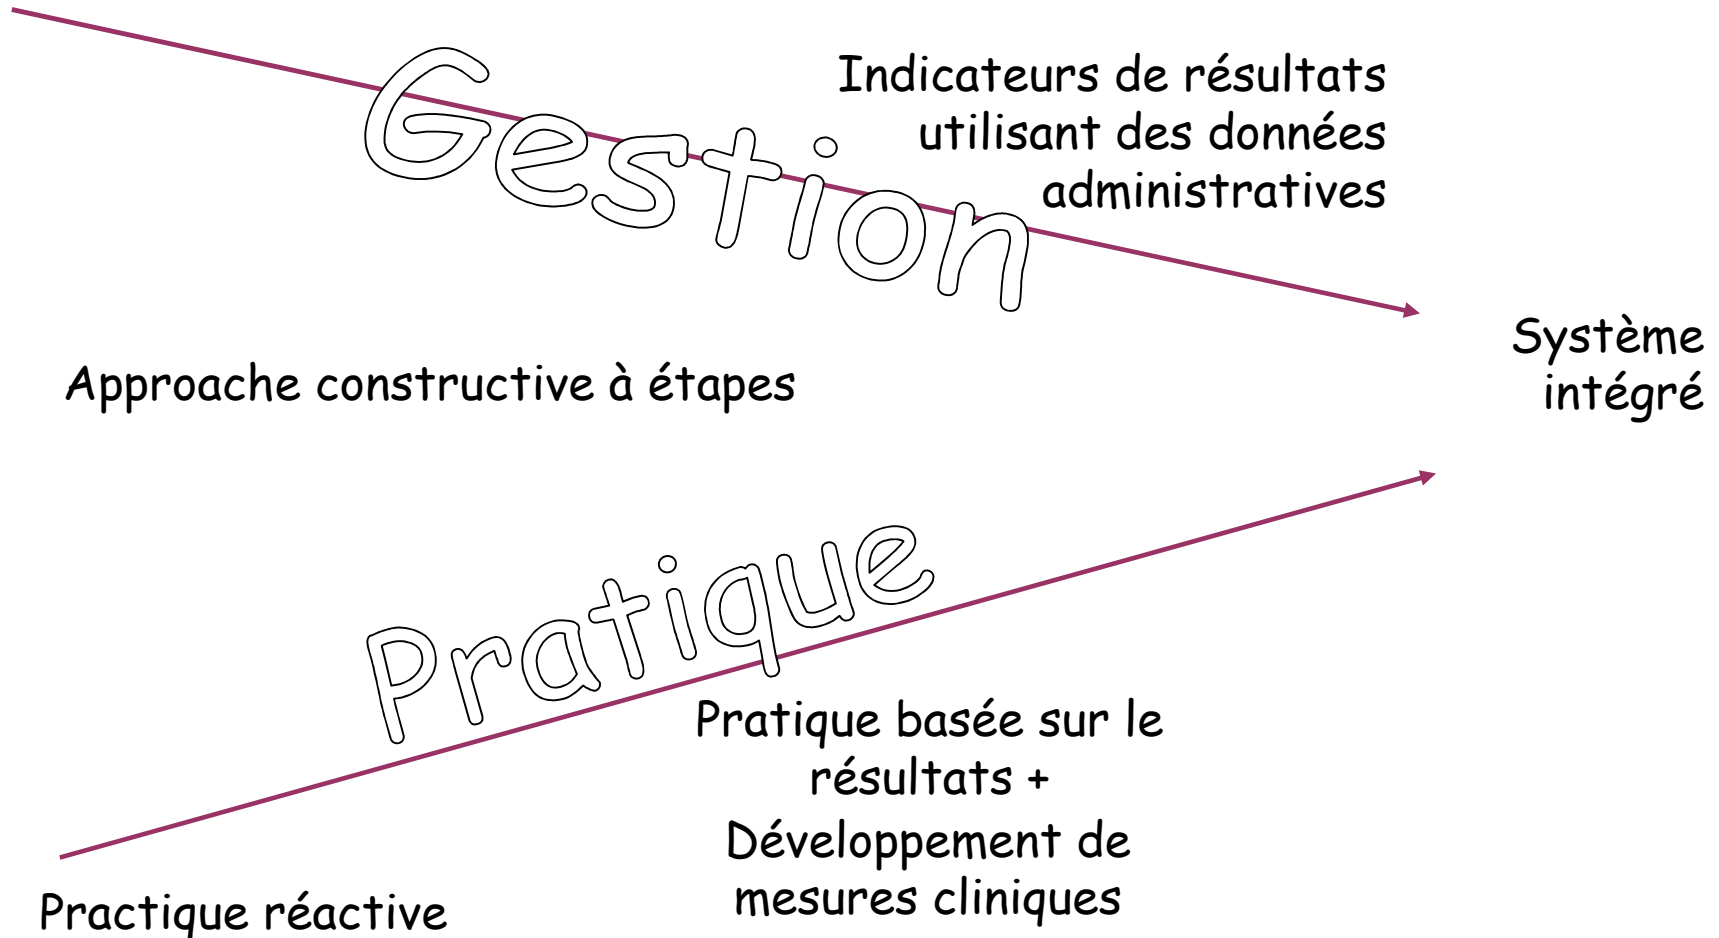 Gestion
Indicateurs de résultats
utilisant des données
administratives
Système
intégré
Approache constructive à étapes
Pratique
Pratique basée sur le
résultats +
Développement de
mesures cliniques
Practique réactive